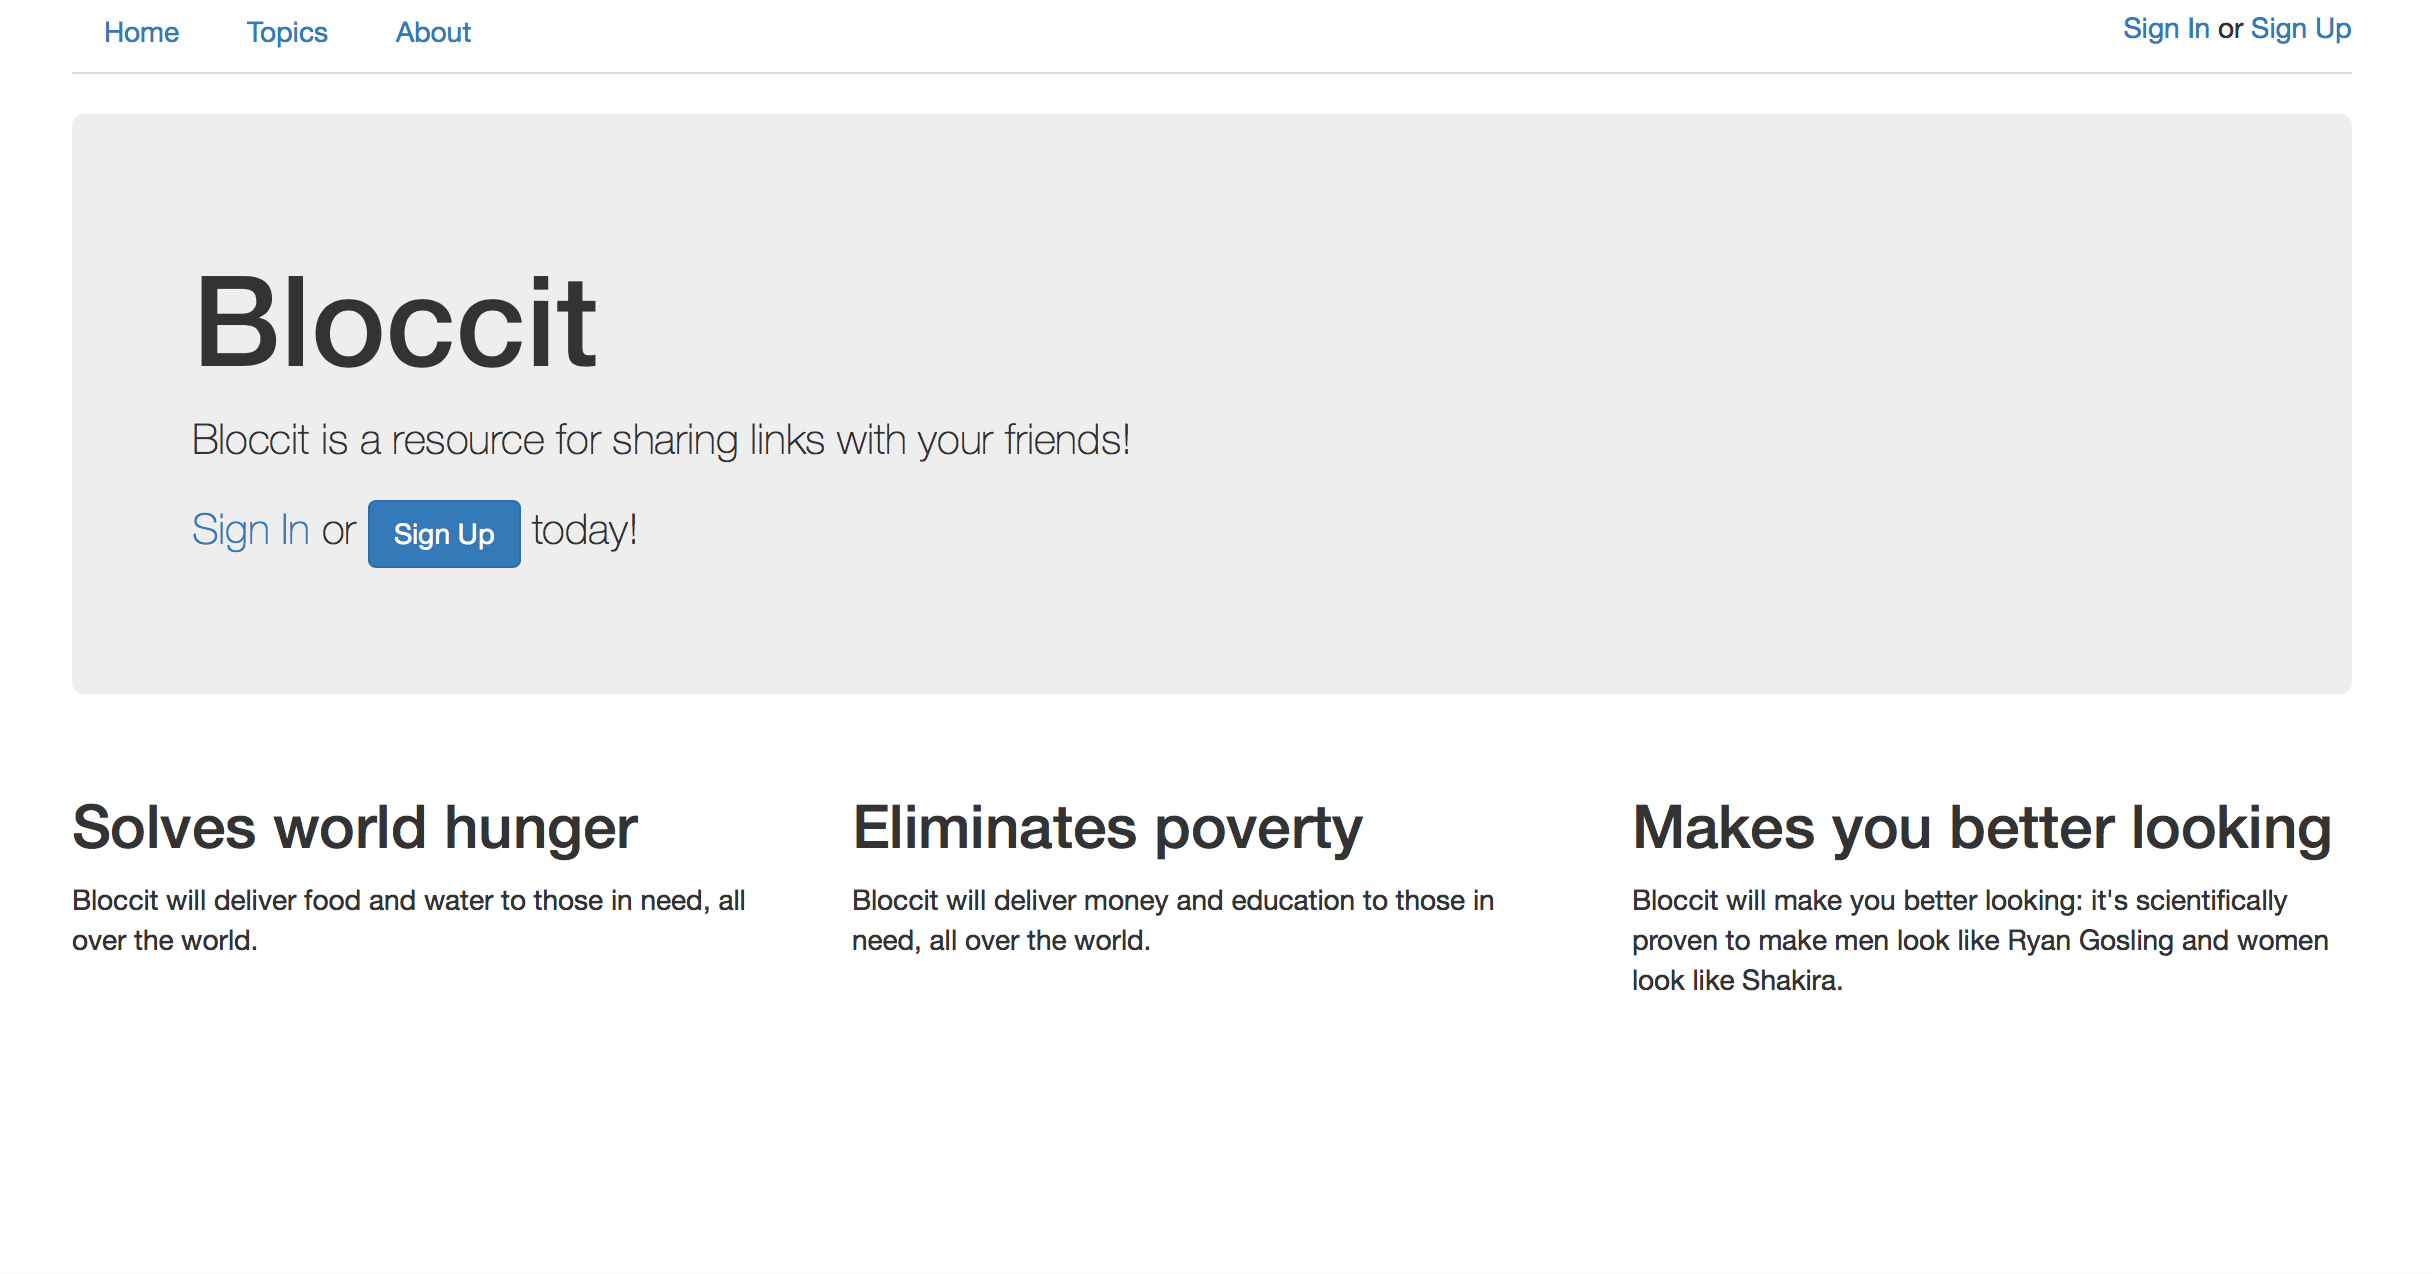 Home Topics About Sign In or Sign Up
Bloccit
Bloccit is a resource for sharing links with your friends!
Sign In or Sign Up today!
Solves world hunger
Bloccit will deliver food and water to those in need, all
over the world.
Eliminates poverty
Bloccit will deliver money and education to those in
need, all over the world.
Makes you better looking
Bloccit will make you better looking: it's scientifically
proven to make men look like Ryan Gosling and women
look like Shakira.